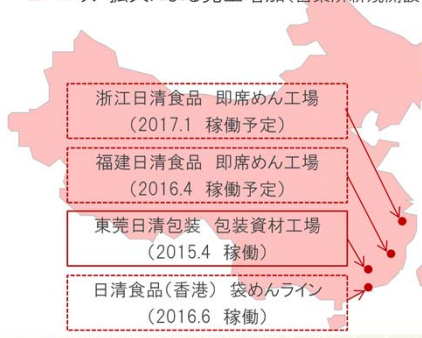 浙江日清食品 即席めん工場
(2017.1 稼働予定)
福建日清食品 即席めん工場
(2016.4 稼働予定)
東莞日清包装 包装資材工場
(2015.4 稼働)
日清食品(香港) 袋めんライン
(2016.6 稼働)